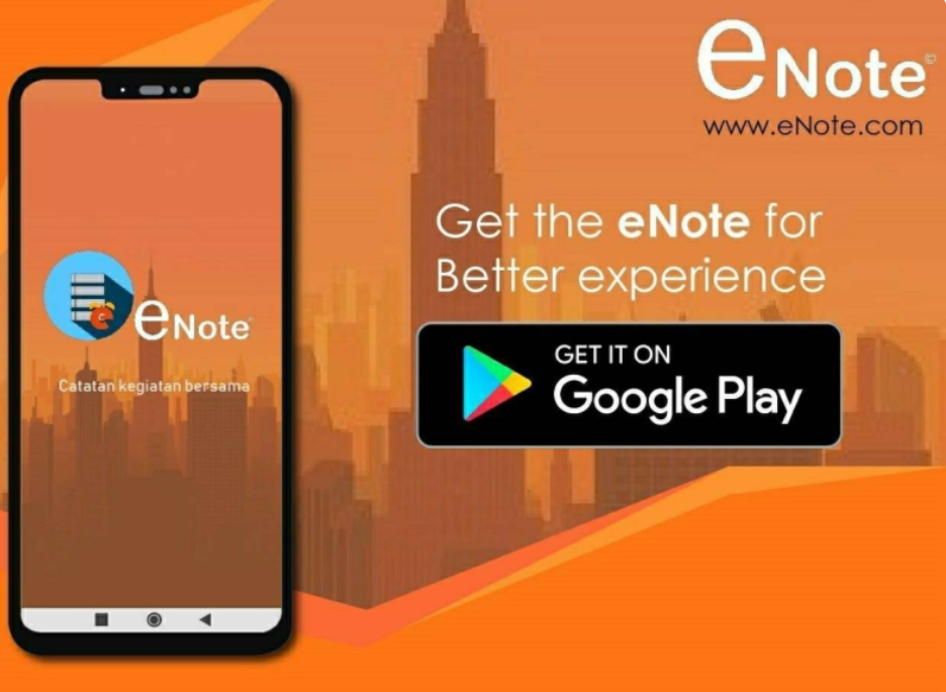 eNote©
www.eNote.com
Get the eNote for
Better experience
GET IT ON
Google Play
eNote
Catatan kegiatan bersama